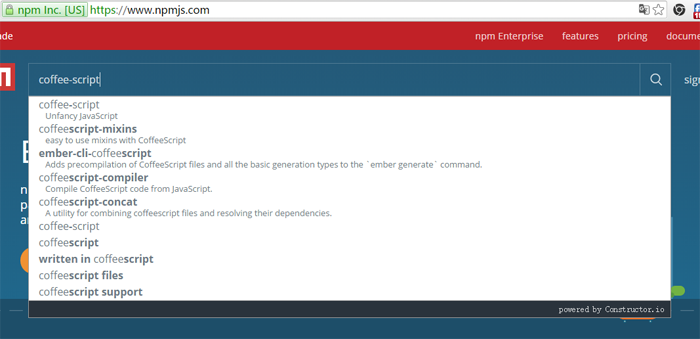 npm Inc. [US] https://www.npmjs.com
npm Enterprise features pricing
coffee-script
coffee-script
Unfancy JavaScript
coffeescript-mixins
easy to use mixins with CoffeeScript
ember-cli-coffeescript
Adds precompilation of CoffeeScript files and all the basic generation types to the `ember generate` command.
coffeescript-compiler
Compile CoffeeScript code from JavaScript.
coffeescript-concat
A utility for combining coffeescript files and resolving their dependencies.
coffee-script
coffeescript
written in coffeescript
coffeescript files
coffeescript support
powered by Constructor.io